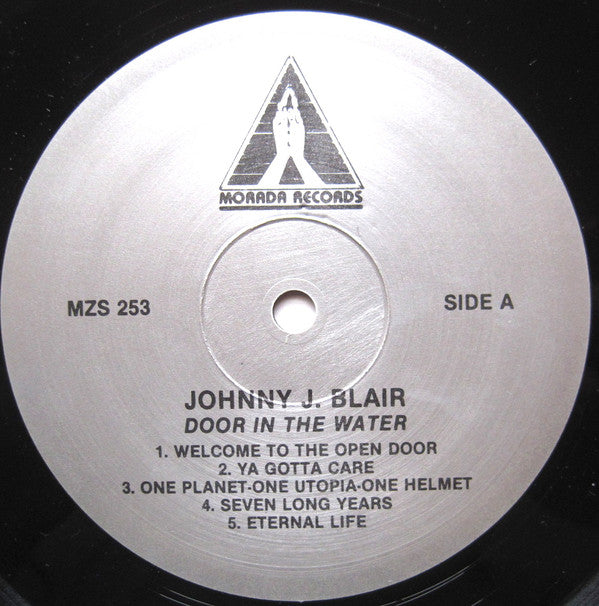 MORADA RECORDS
MZS 253
SIDE A
JOHNNY J. BLAIR
DOOR IN THE WATER
1. WELCOME TO THE OPEN DOOR
2. YA GOTTA CARE
3. ONE PLANET-ONE UTOPIA-ONE HELMET
4. SEVEN LONG YEARS
5. ETERNAL LIFE